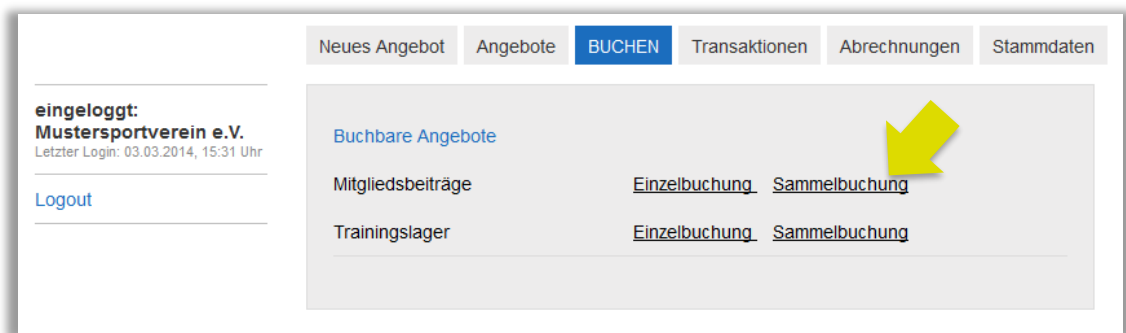 Neues Angebot Angebote BUCHEN Transaktionen Abrechnungen Stammdaten
eingeloggt:
Mustersportverein e.V.
Letzter Login: 03.03.2014, 15:31 Uhr
Logout
Buchbare Angebote
Mitgliedsbeiträge Einzelbuchung Sammelbuchung
Trainingslager Einzelbuchung Sammelbuchung